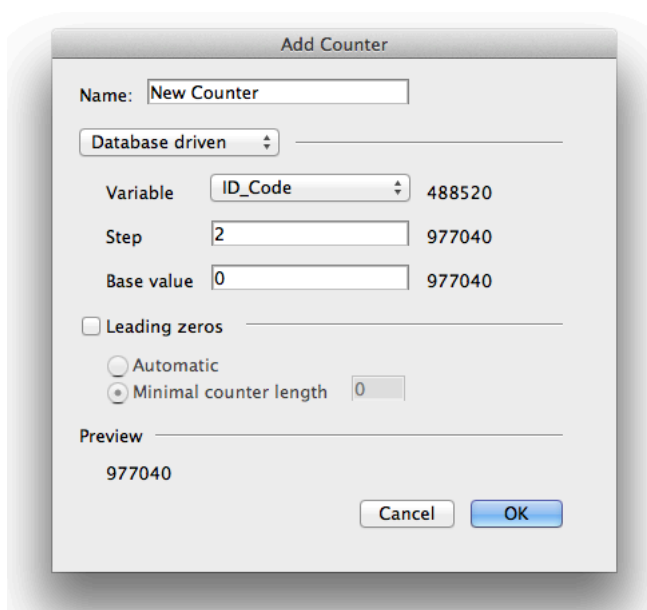 Add Counter
Name: New Counter
Database driven
Variable ID_Code 488520
Step 2 977040
Base value 0 977040
Leading zeros
Automatic
Minimal counter length 0
Preview
977040
Cancel OK